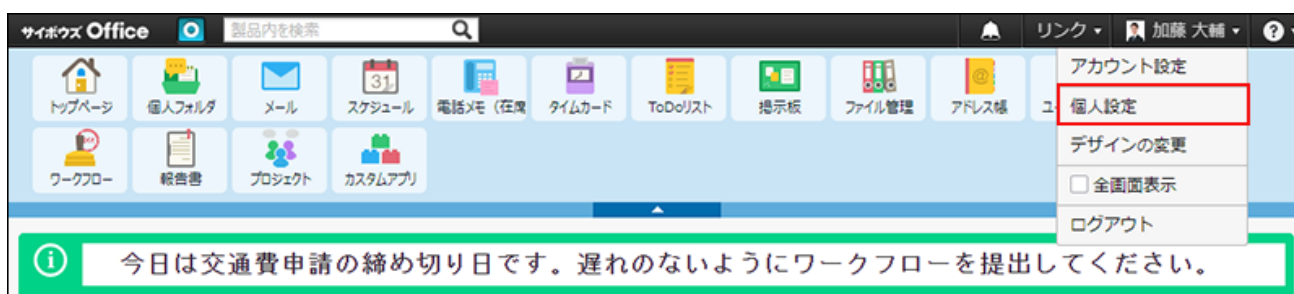 サイボウズ Office 製品内を検索 リンク 加藤 大輔 ?
アカウント設定
31
トップページ 個人フォルダ メール スケジュール 電話メモ（在席 タイムカード ToDoリスト 掲示板 ファイル管理 アドレス帳 ユ 個人設定
デザインの変更
ワークフロー 報告書 プロジェクト カスタムアプリ 全画面表示
ログアウト
今日は交通費申請の締め切り日です。遅れのないようにワークフローを提出してください。